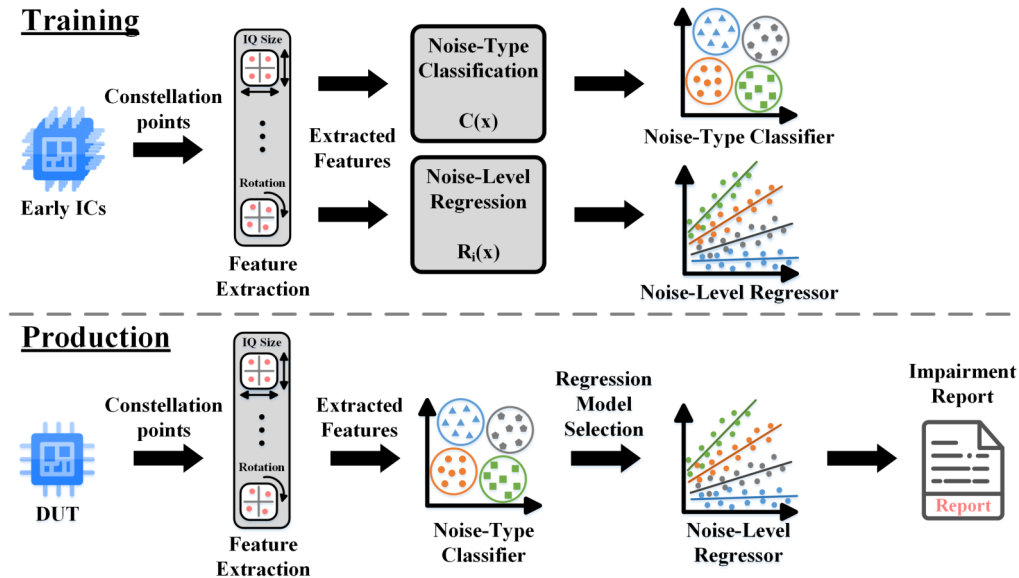 Training
IQ Size
Rotation
Constellation
points
Early ICs
Feature
Extraction
Extracted
Features
Noise-Type
Classification
C(x)
Noise-Level
Regression
Rᵢ(x)
Noise-Type Classifier
Noise-Level Regressor
Production
IQ Size
Rotation
Constellation
points
DUT
Feature
Extraction
Extracted
Features
Noise-Type
Classifier
Regression
Model
Selection
Noise-Level
Regressor
Impairment
Report
Report